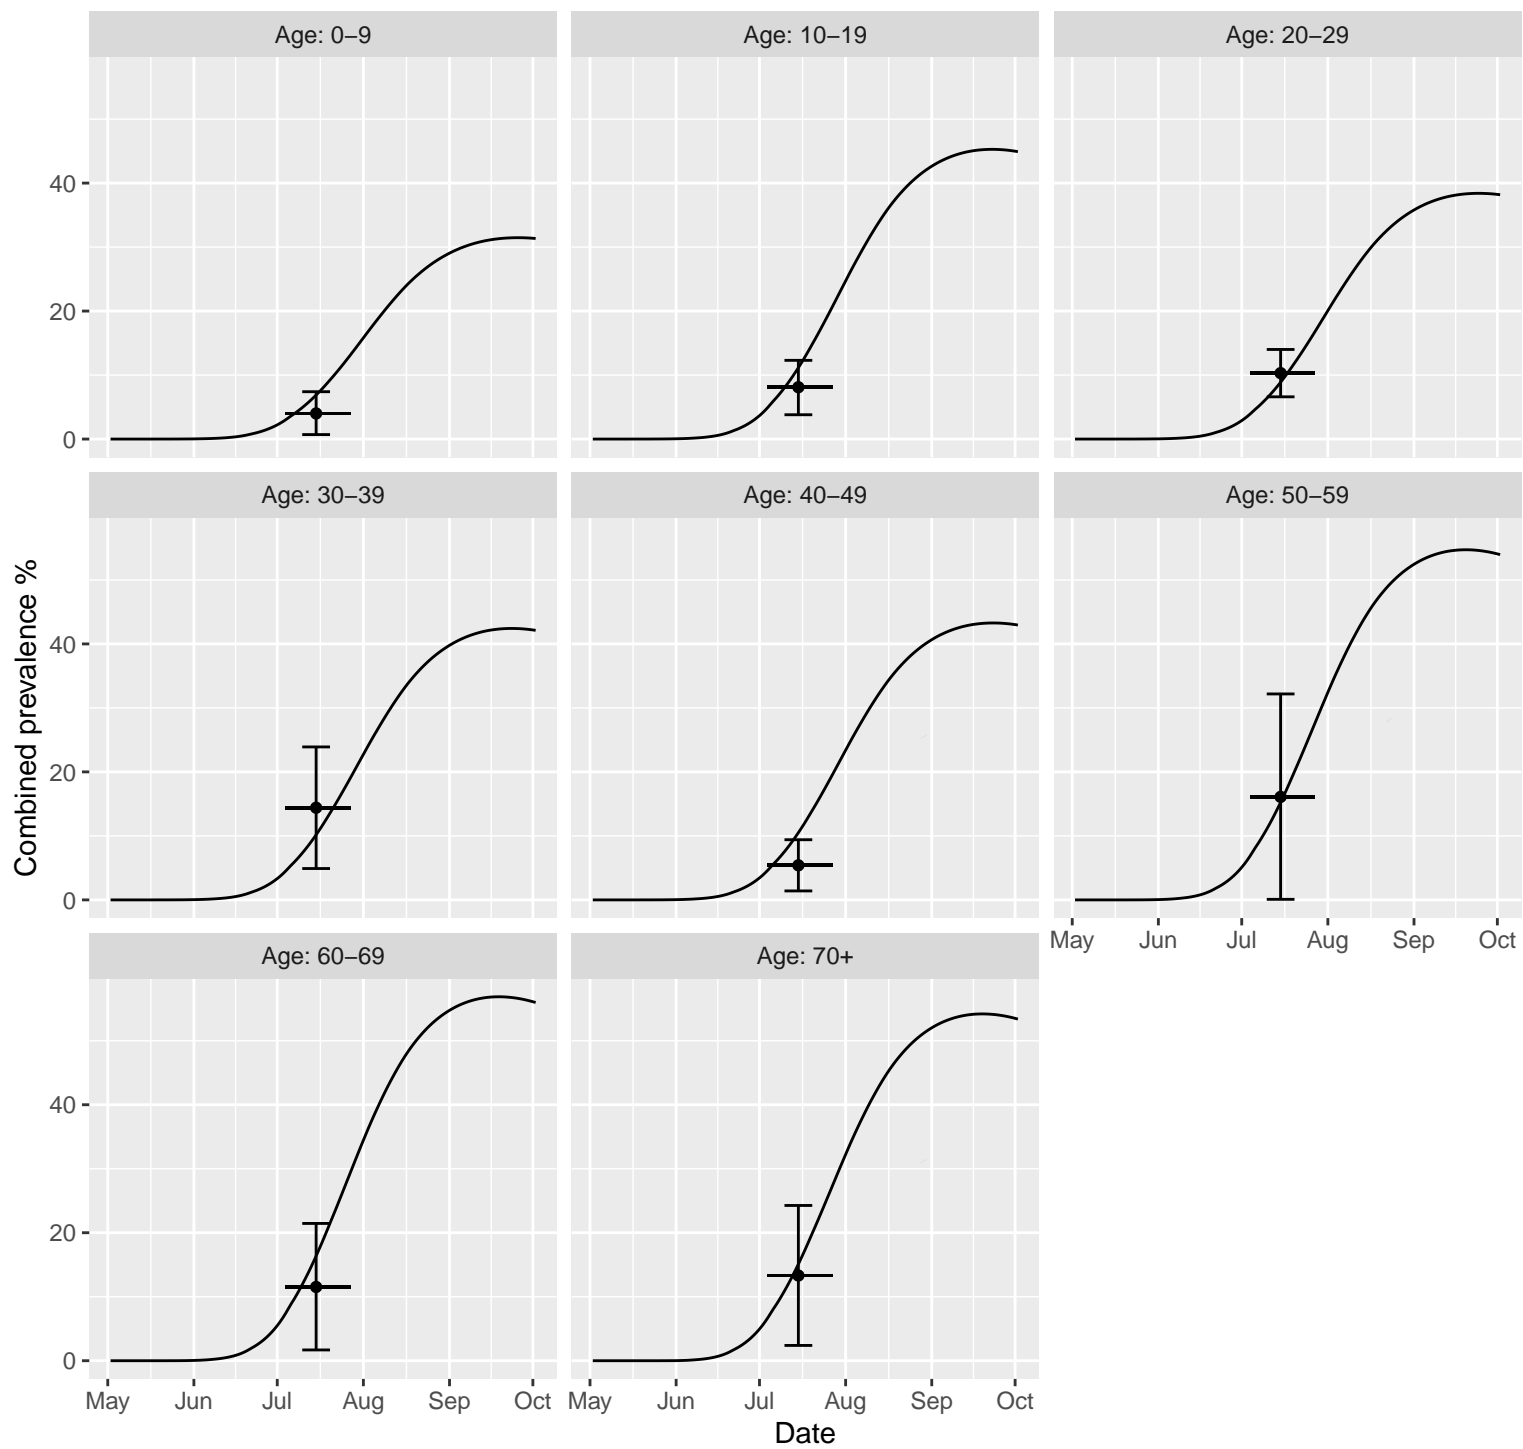 Age: 0–9
Age: 10–19
Age: 20–29
40
20
0
Age: 30–39
Age: 40–49
Age: 50–59
Combined prevalence %
40
20
0
May Jun Jul Aug Sep Oct
Age: 60–69
Age: 70+
40
20
0
May Jun Jul Aug Sep Oct
May Jun Jul Aug Sep Oct
Date